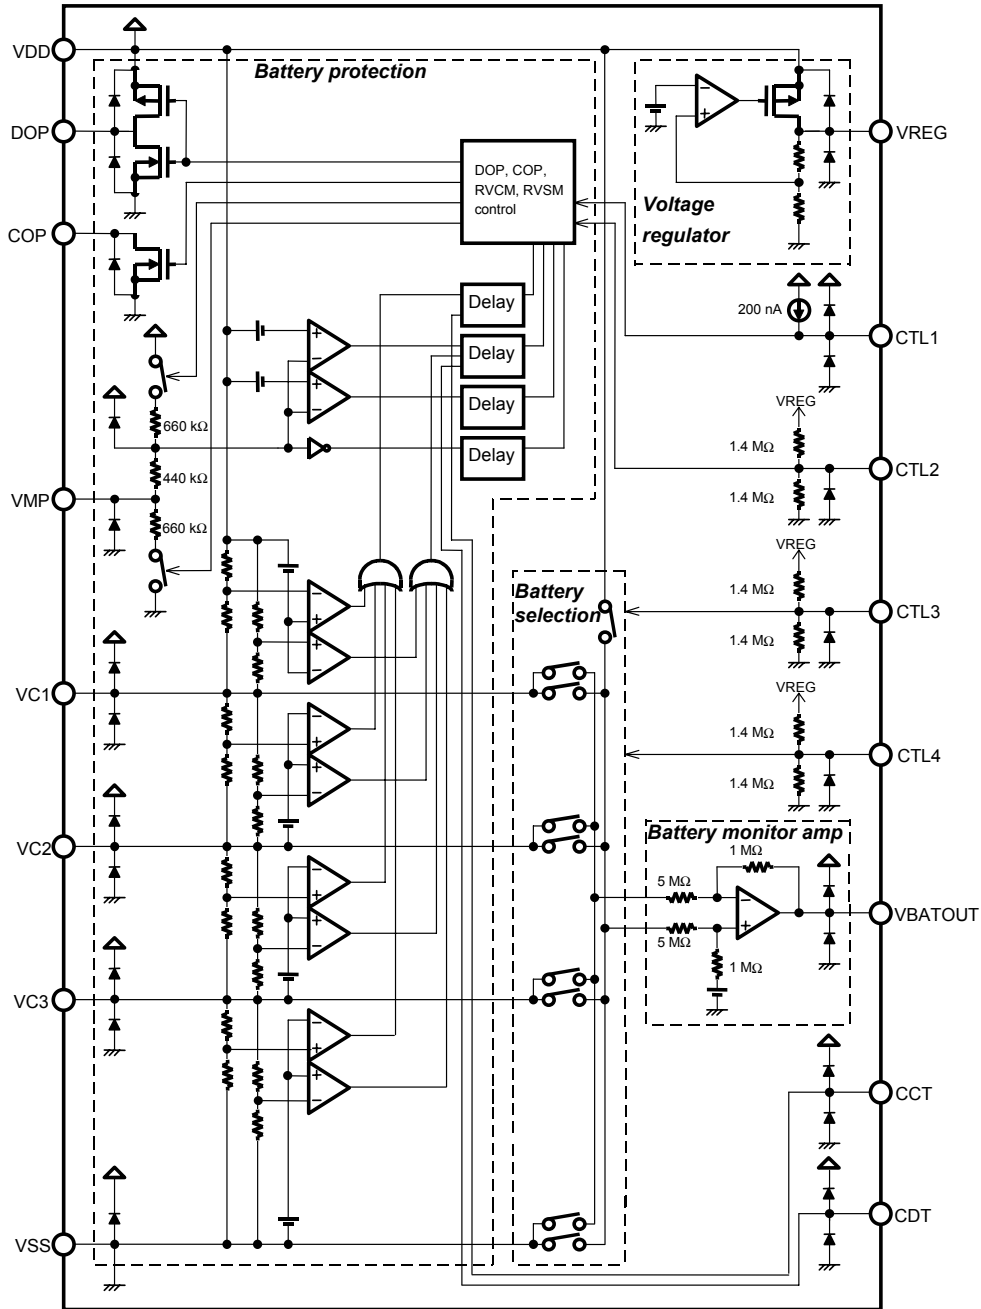 VDD
Battery protection
DOP
VREG
DOP, COP,
RVCM, RVSM
control
Voltage
regulator
COP
Delay
200 nA
CTL1
Delay
Delay
VREG
660 kΩ
1.4 MΩ
Delay
CTL2
440 kΩ
1.4 MΩ
VMP
660 kΩ
VREG
Battery
selection
1.4 MΩ
CTL3
1.4 MΩ
VC1
VREG
1.4 MΩ
CTL4
1.4 MΩ
Battery monitor amp
VC2
1 MΩ
5 MΩ
VBATOUT
5 MΩ
1 MΩ
VC3
CCT
CDT
VSS